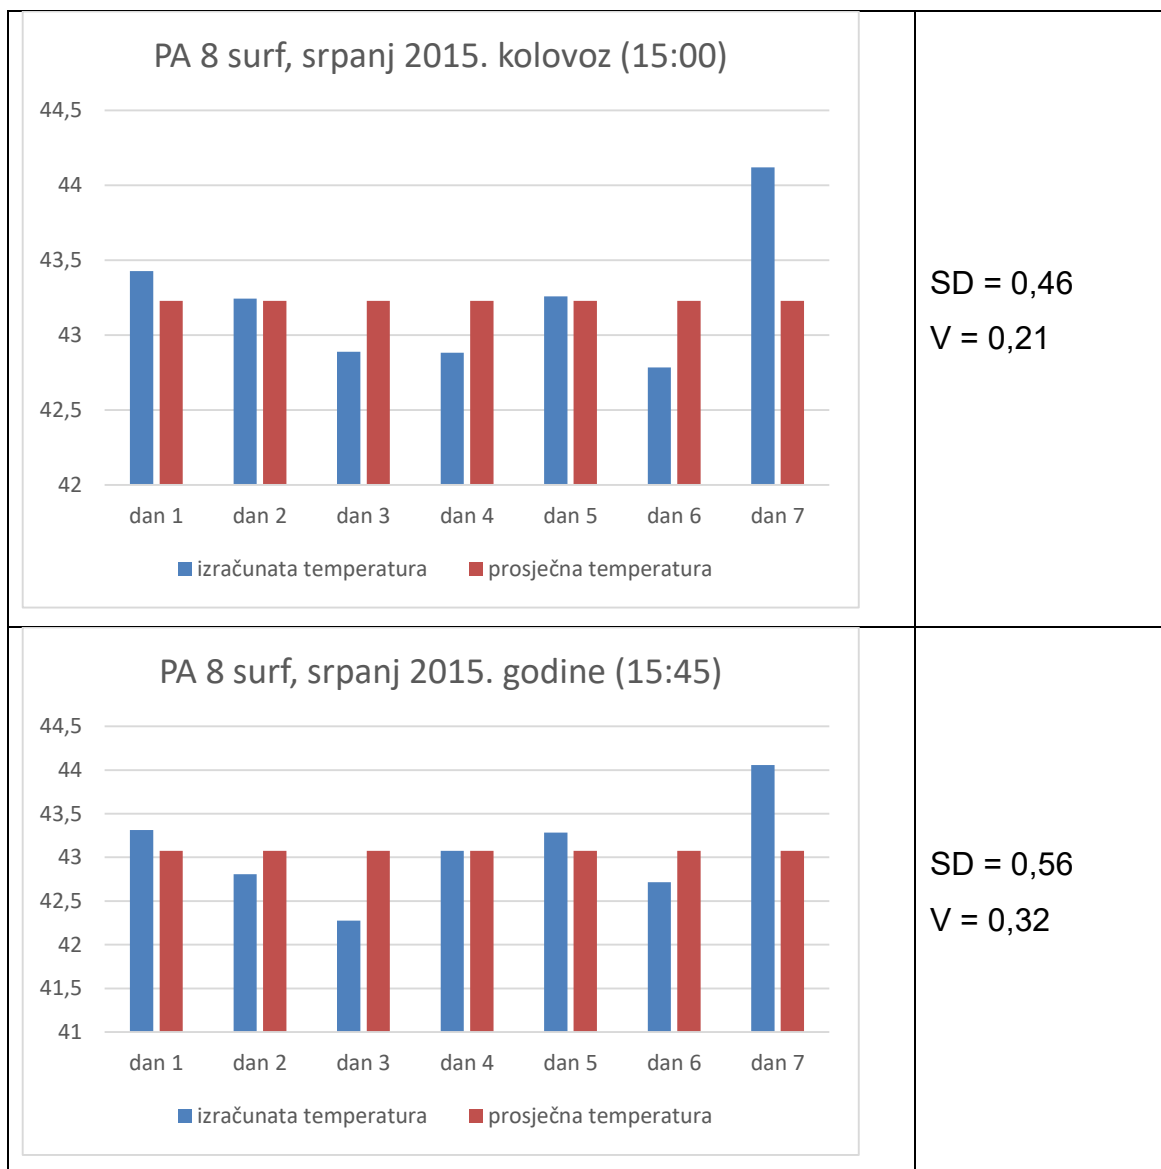 PA 8 surf, srpanj 2015. kolovoz (15:00)
44,5
44
43,5
43
42,5
42
dan 1 dan 2 dan 3 dan 4 dan 5 dan 6 dan 7
izračunata temperatura prosječna temperatura
SD = 0,46
V = 0,21
PA 8 surf, srpanj 2015. godine (15:45)
44,5
44
43,5
43
42,5
42
41,5
41
dan 1 dan 2 dan 3 dan 4 dan 5 dan 6 dan 7
izračunata temperatura prosječna temperatura
SD = 0,56
V = 0,32